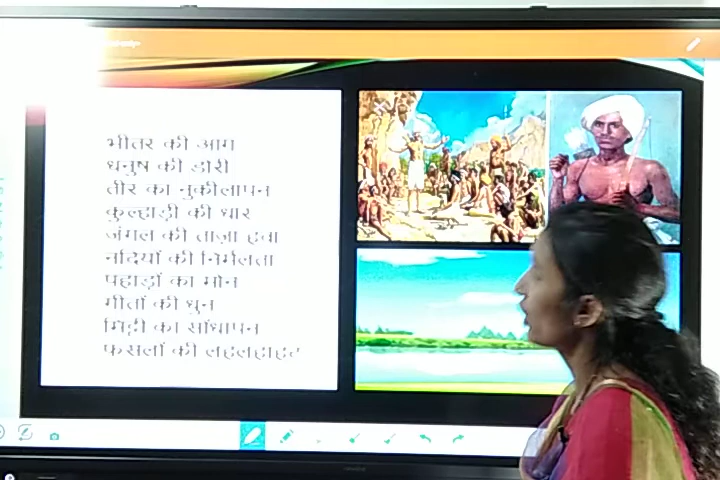 भीतर की आग
धनुष की डोरी
तीर का नुकीलापन
कुल्हाड़ी की धार
जंगल की ताज़ा हवा
नदियों की निर्मलता
पहाड़ों का मौन
गीतों की धुन
मिट्टी का सोंधापन
फसलों की लहलहाहट